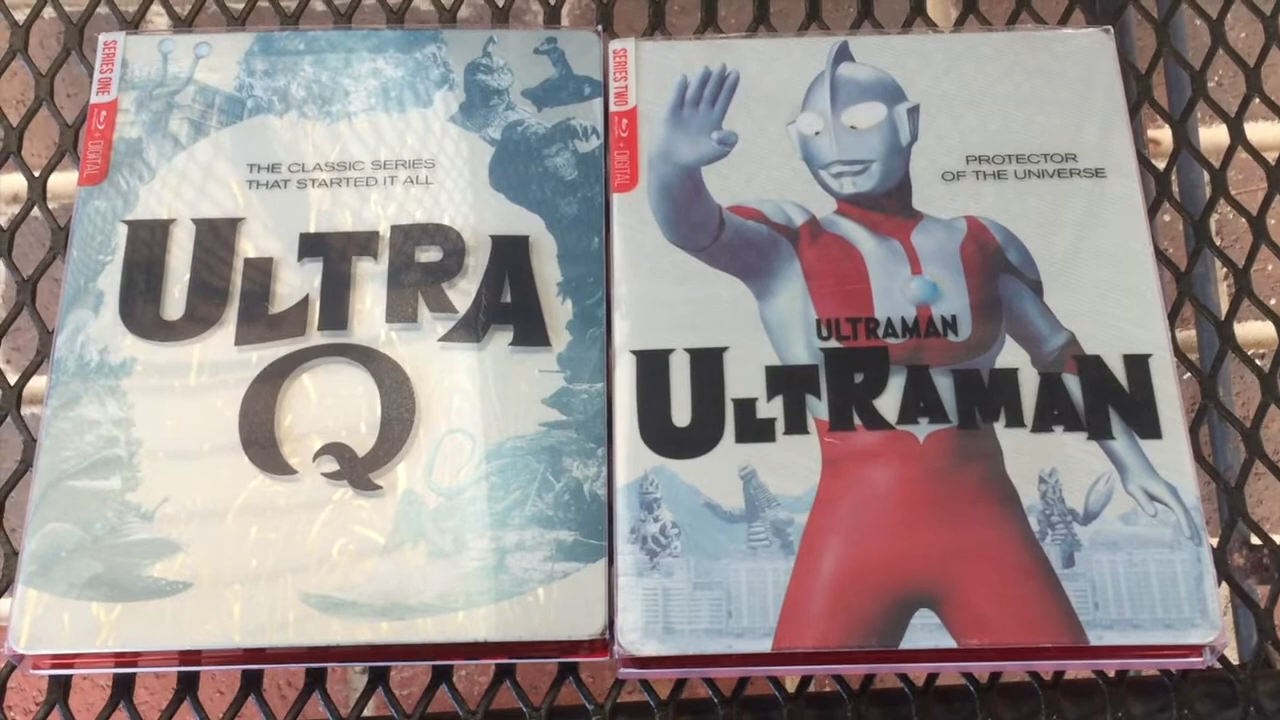 SERIES ONE
+ DIGITAL
THE CLASSIC SERIES
THAT STARTED IT ALL
ULTRA
Q
SERIES TWO
+ DIGITAL
PROTECTOR
OF THE UNIVERSE
ULTRAMAN
ULTRAMAN